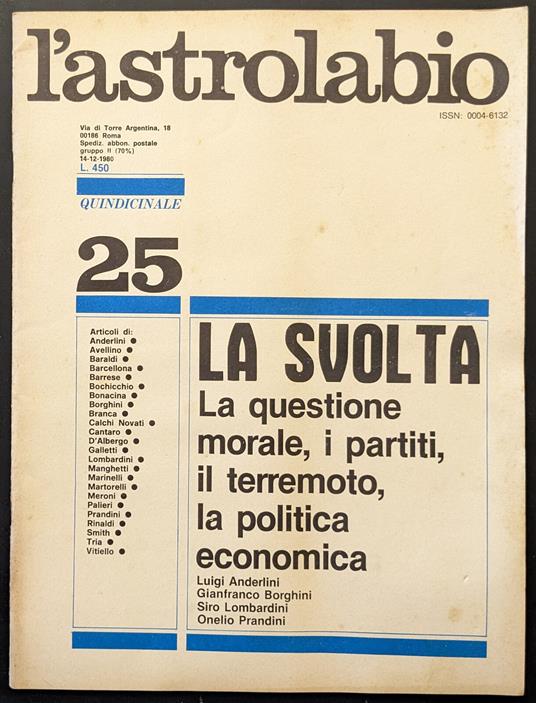 l'astrolabio
ISSN: 0004-6132
Via di Torre Argentina, 18
00186 Roma
Spediz. abbon. postale
gruppo II (70%)
14-12-1980
L. 450
QUINDICINALE
25
Articoli di:
Anderlini ●
Avellino ●
Baraldi ●
Barcellona ●
Barrese ●
Bochicchio ●
Bonacina ●
Borghini ●
Branca ●
Calchi Novati ●
Cantaro ●
D'Albergo ●
Galletti ●
Lombardini ●
Manghetti ●
Marinelli ●
Martorelli ●
Meroni ●
Palieri ●
Prandini ●
Rinaldi ●
Smith ●
Tria ●
Vitiello ●
LA SVOLTA
La questione
morale, i partiti,
il terremoto,
la politica
economica
Luigi Anderlini
Gianfranco Borghini
Siro Lombardini
Onelio Prandini